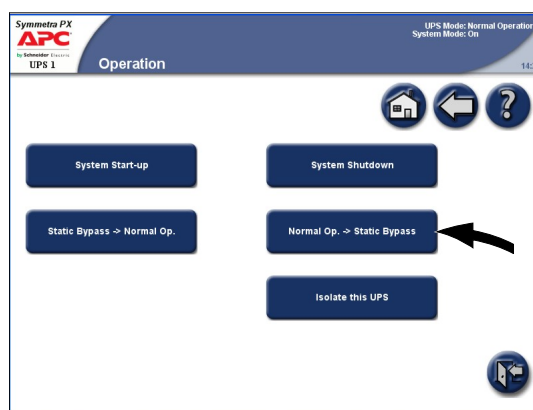 Symmetra PX
APC
by Schneider Electric
UPS 1
Operation
UPS Mode: Normal Operation
System Mode: On
14:
?
System Start-up
System Shutdown
Static Bypass -> Normal Op.
Normal Op. -> Static Bypass
Isolate this UPS